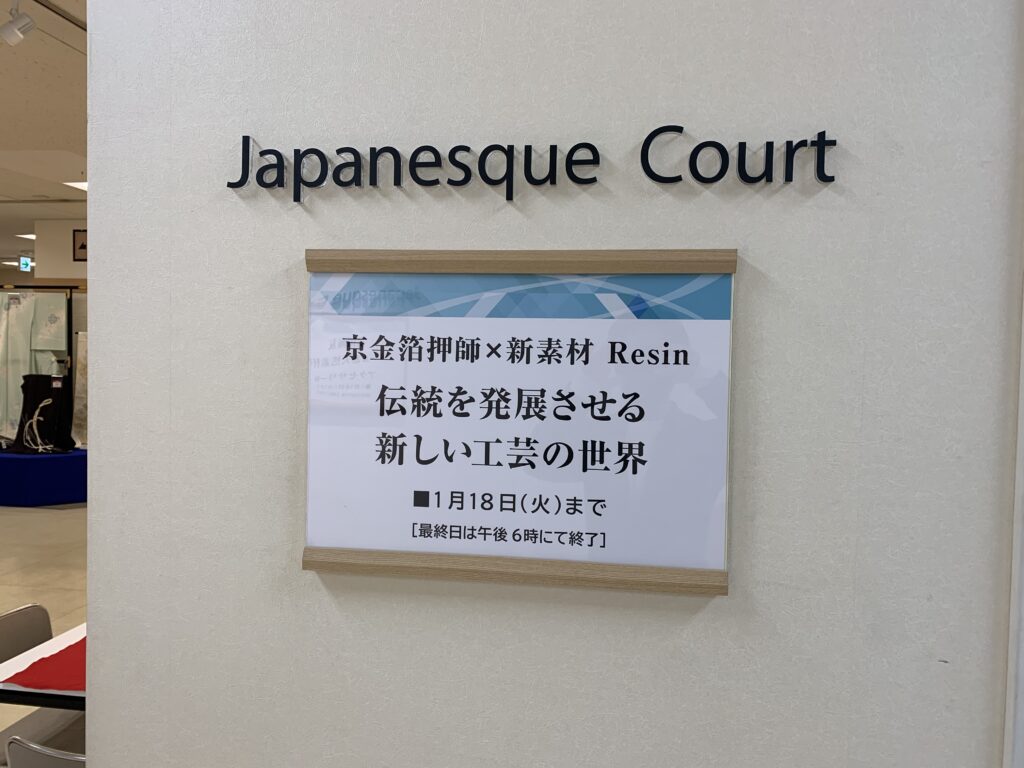 Japanesque Court
京金箔押師×新素材 Resin
伝統を発展させる
新しい工芸の世界
■1月18日(火)まで
[最終日は午後6時にて終了]